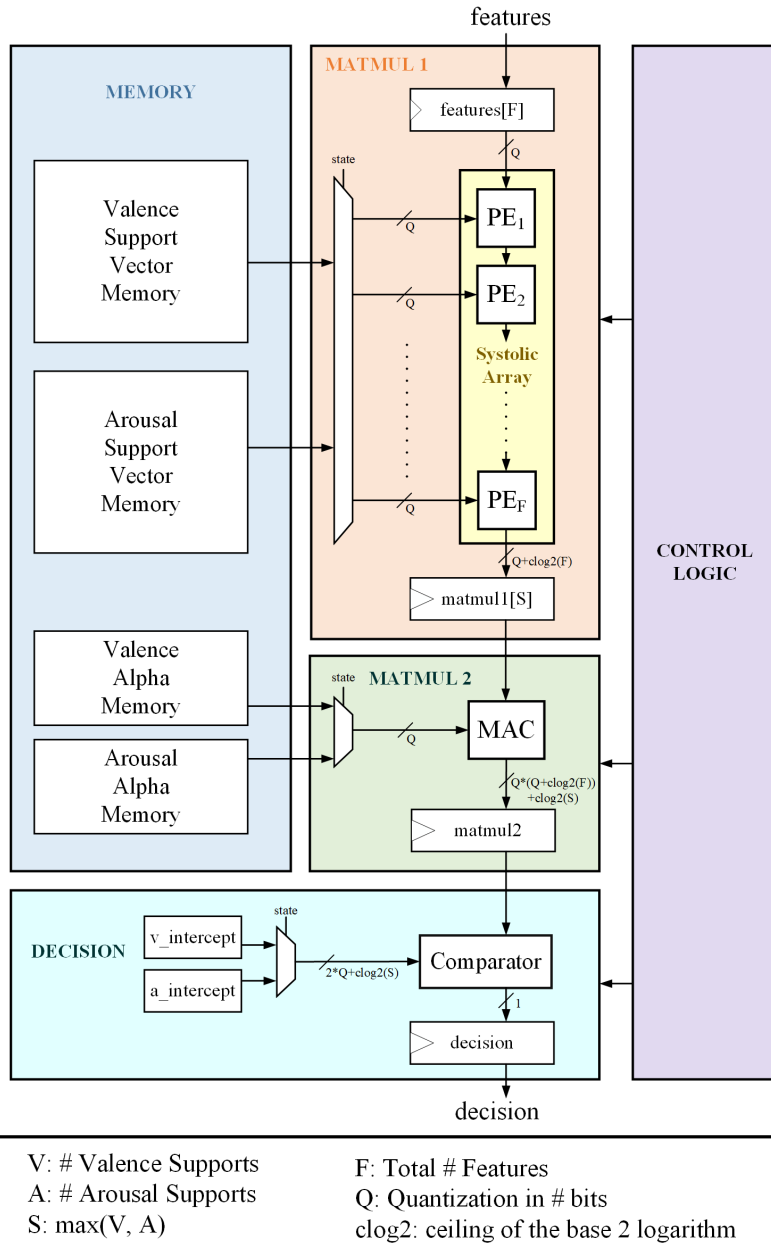 features
MEMORY
MATMUL 1
features[F]
Q
state
Valence
Support
Vector
Memory
Q
PE1
Q
PE2
Systolic
Array
Arousal
Support
Vector
Memory
Q
PEF
Q+clog2(F)
matmul1[S]
CONTROL
LOGIC
Valence
Alpha
Memory
Arousal
Alpha
Memory
MATMUL 2
state
Q
MAC
Q*(Q+clog2(F))
+clog2(S)
matmul2
DECISION
v_intercept
a_intercept
state
2*Q+clog2(S)
Comparator
1
decision
decision
V: # Valence Supports
A: # Arousal Supports
S: max(V, A)
F: Total # Features
Q: Quantization in # bits
clog2: ceiling of the base 2 logarithm